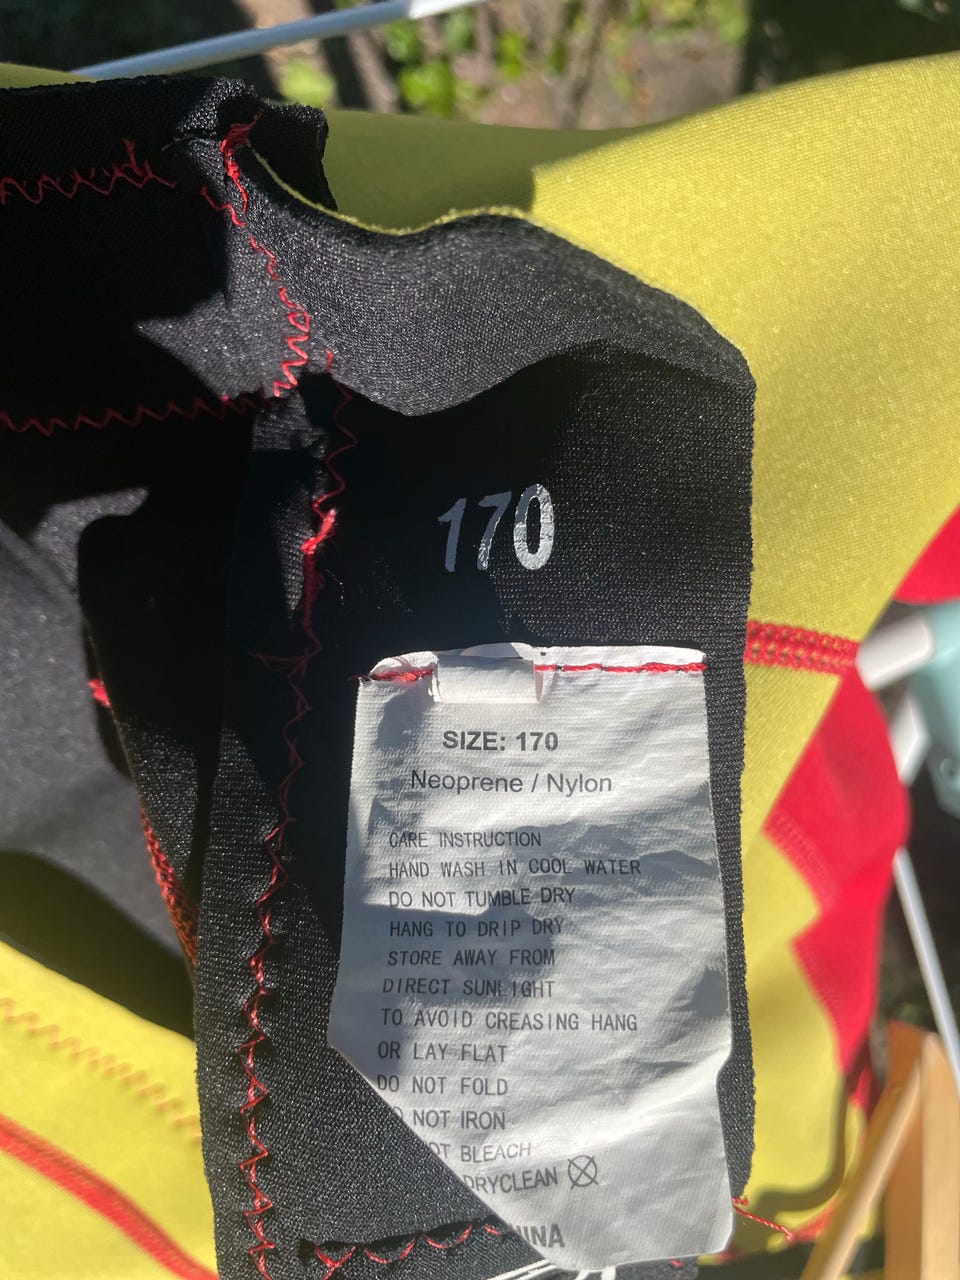 170
SIZE: 170
Neoprene / Nylon
CARE INSTRUCTION
HAND WASH IN COOL WATER
DO NOT TUMBLE DRY
HANG TO DRIP DRY
STORE AWAY FROM
DIRECT SUNLIGHT
TO AVOID CREASING HANG
OR LAY FLAT
DO NOT FOLD
DO NOT IRON
NOT BLEACH
DRYCLEAN